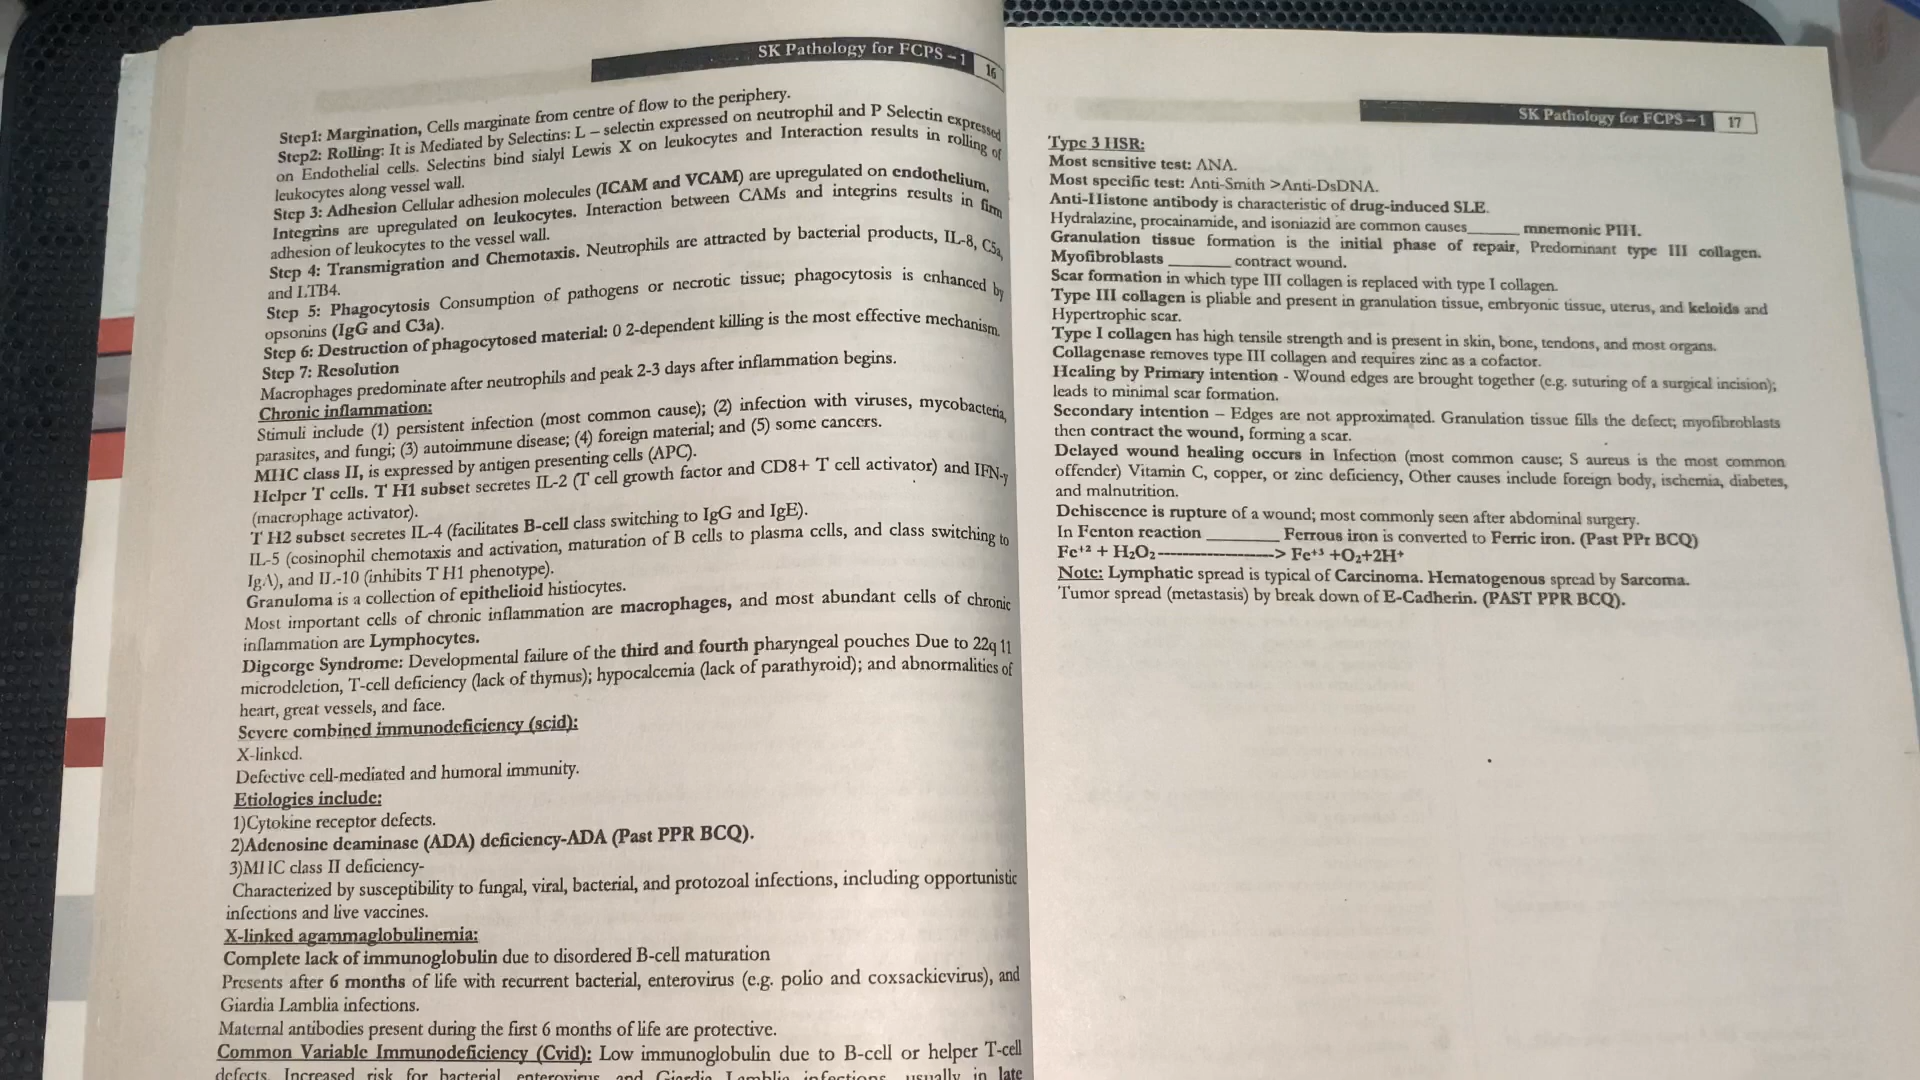 SK Pathology for FCPS – 1 16
Step1: Margination, Cells marginate from centre of flow to the periphery.
Step2: Rolling: It is Mediated by Selectins: L – selectin expressed on neutrophil and P Selectin expressed
on Endothelial cells. Selectins bind sialyl Lewis X on leukocytes and Interaction results in rolling of
leukocytes along vessel wall.
Step 3: Adhesion Cellular adhesion molecules (ICAM and VCAM) are upregulated on endothelium.
Integrins are upregulated on leukocytes. Interaction between CAMs and integrins results in firm
adhesion of leukocytes to the vessel wall.
Step 4: Transmigration and Chemotaxis. Neutrophils are attracted by bacterial products, IL-8, C5a,
and LTB4.
Step 5: Phagocytosis Consumption of pathogens or necrotic tissue; phagocytosis is enhanced by
opsonins (IgG and C3a).
Step 6: Destruction of phagocytosed material: 0 2-dependent killing is the most effective mechanism.
Step 7: Resolution
Macrophages predominate after neutrophils and peak 2-3 days after inflammation begins.
Chronic inflammation:
Stimuli include (1) persistent infection (most common cause); (2) infection with viruses, mycobacteria,
parasites, and fungi; (3) autoimmune disease; (4) foreign material; and (5) some cancers.
MHC class II, is expressed by antigen presenting cells (APC).
Helper T cells. T H1 subset secretes IL-2 (T cell growth factor and CD8+ T cell activator) and IFN-γ
(macrophage activator).
T H2 subset secretes IL-4 (facilitates B-cell class switching to IgG and IgE).
IL-5 (eosinophil chemotaxis and activation, maturation of B cells to plasma cells, and class switching to
IgA), and IL-10 (inhibits T H1 phenotype).
Granuloma is a collection of epithelioid histiocytes.
Most important cells of chronic inflammation are macrophages, and most abundant cells of chronic
inflammation are Lymphocytes.
Digeorge Syndrome: Developmental failure of the third and fourth pharyngeal pouches Due to 22q 11
microdeletion, T-cell deficiency (lack of thymus); hypocalcemia (lack of parathyroid); and abnormalities of
heart, great vessels, and face.
Severe combined immunodeficiency (scid):
X-linked.
Defective cell-mediated and humoral immunity.
Etiologies include:
1)Cytokine receptor defects.
2)Adenosine deaminase (ADA) deficiency-ADA (Past PPR BCQ).
3)MHC class II deficiency-
Characterized by susceptibility to fungal, viral, bacterial, and protozoal infections, including opportunistic
infections and live vaccines.
X-linked agammaglobulinemia:
Complete lack of immunoglobulin due to disordered B-cell maturation
Presents after 6 months of life with recurrent bacterial, enterovirus (e.g. polio and coxsackievirus), and
Giardia Lamblia infections.
Maternal antibodies present during the first 6 months of life are protective.
Common Variable Immunodeficiency (Cvid): Low immunoglobulin due to B-cell or helper T-cell
defects. Increased risk for bacterial, enterovirus, and Giardia Lamblia infections, usually in late
SK Pathology for FCPS – 1 17
Type 3 HSR:
Most sensitive test: ANA.
Most specific test: Anti-Smith >Anti-DsDNA.
Anti-Histone antibody is characteristic of drug-induced SLE.
Hydralazine, procainamide, and isoniazid are common causes______ mnemonic PIH.
Granulation tissue formation is the initial phase of repair, Predominant type III collagen.
Myofibroblasts ________ contract wound.
Scar formation in which type III collagen is replaced with type I collagen.
Type III collagen is pliable and present in granulation tissue, embryonic tissue, uterus, and keloids and
Hypertrophic scar.
Type I collagen has high tensile strength and is present in skin, bone, tendons, and most organs.
Collagenase removes type III collagen and requires zinc as a cofactor.
Healing by Primary intention - Wound edges are brought together (e.g. suturing of a surgical incision);
leads to minimal scar formation.
Secondary intention – Edges are not approximated. Granulation tissue fills the defect; myofibroblasts
then contract the wound, forming a scar.
Delayed wound healing occurs in Infection (most common cause; S aureus is the most common
offender) Vitamin C, copper, or zinc deficiency, Other causes include foreign body, ischemia, diabetes,
and malnutrition.
Dehiscence is rupture of a wound; most commonly seen after abdominal surgery.
In Fenton reaction _________ Ferrous iron is converted to Ferric iron. (Past PPr BCQ)
Fe⁺² + H₂O₂--------------------> Fe⁺³ +O₂+2H⁺
Note: Lymphatic spread is typical of Carcinoma. Hematogenous spread by Sarcoma.
Tumor spread (metastasis) by break down of E-Cadherin. (PAST PPR BCQ).